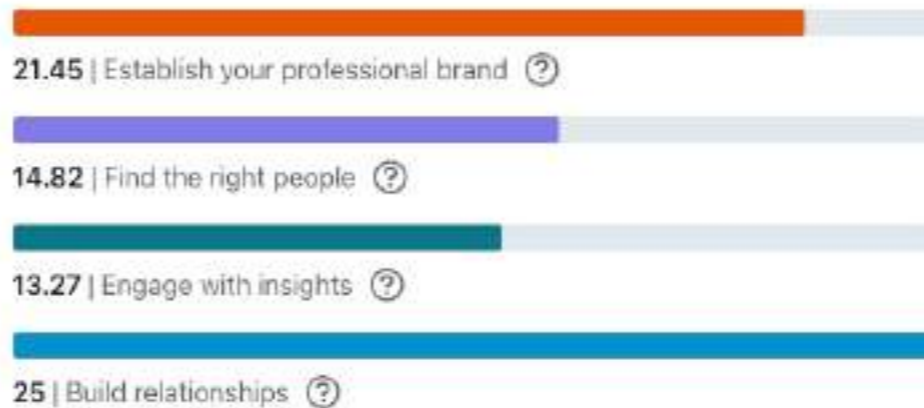 21.45 | Establish your professional brand ?
14.82 | Find the right people ?
13.27 | Engage with insights ?
25 | Build relationships ?